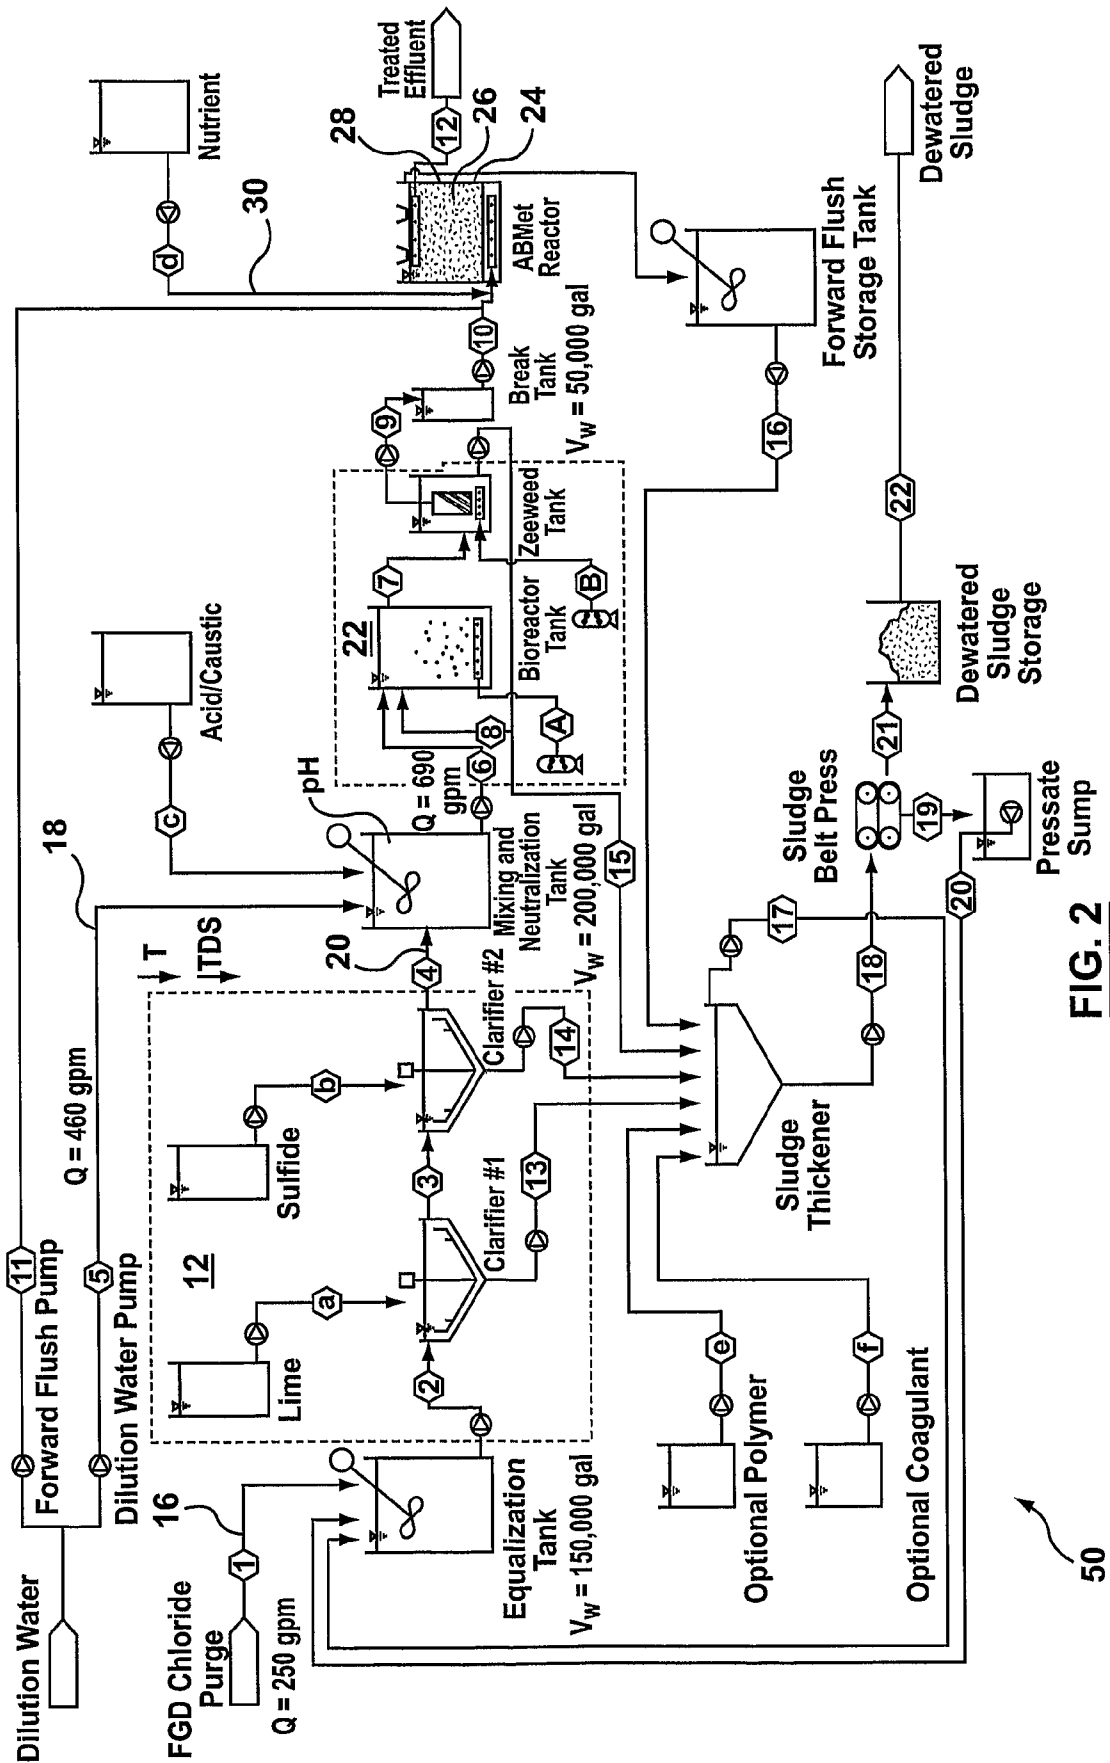 Dilution Water
11
Forward Flush Pump
5
Dilution Water Pump
Q = 460 gpm
18
FGD Chloride
Purge
Q = 250 gpm
1
16
Equalization
Tank
Vw = 150,000 gal
2
12
Lime
a
Clarifier #1
3
13
Sulfide
b
Clarifier #2
4
14
20
T
TDS
Acid/Caustic
c
pH
Mixing and
Neutralization
Tank
Vw = 200,000 gal
Q = 690
gpm
6
8
22
7
A
Bioreactor
Tank
B
Zeeweed
Tank
9
Break
Tank
Vw = 50,000 gal
10
Nutrient
d
30
ABMet
Reactor
28
26
24
12
Treated
Effluent
Forward Flush
Storage Tank
16
15
Optional Polymer
e
Optional Coagulant
f
Sludge
Thickener
17
18
Sludge
Belt Press
19
20
Pressate
Sump
21
Dewatered
Sludge
Storage
22
Dewatered
Sludge
50
FIG. 2